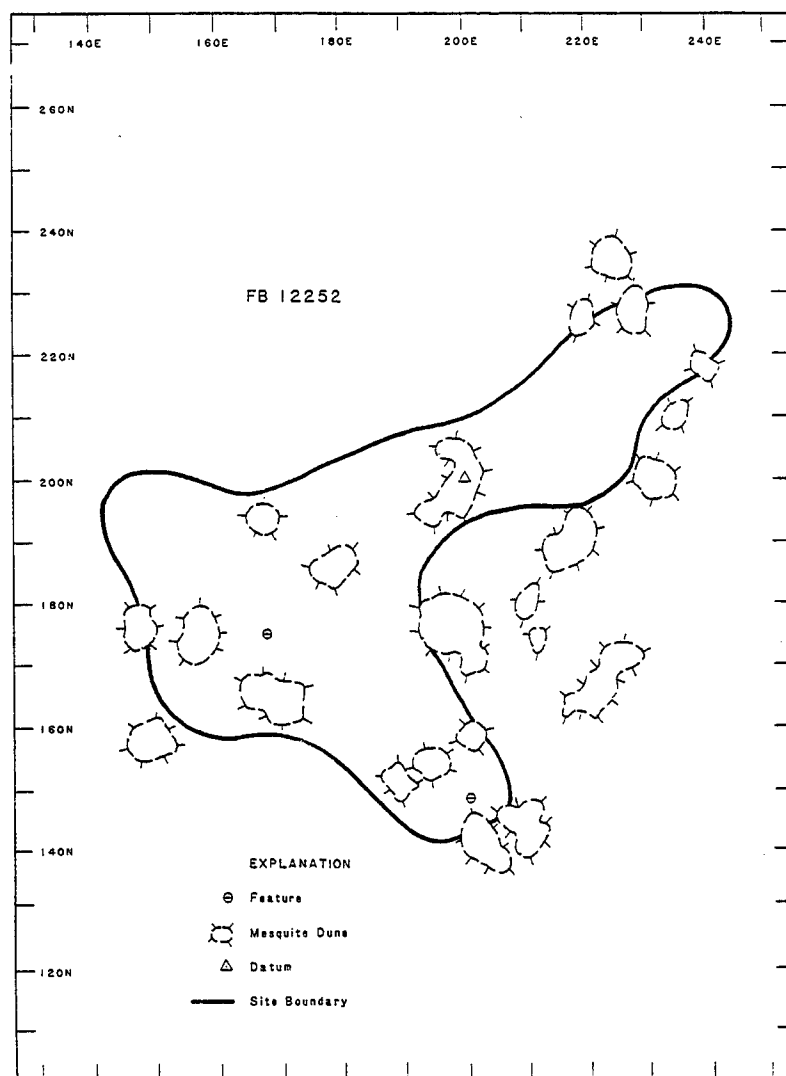 140E 160E 180E 200E 220E 240E
260N
240N
FB 12252
220N
200N
180N
160N
140N
EXPLANATION
Feature
Mesquite Dune
Datum
120N
Site Boundary